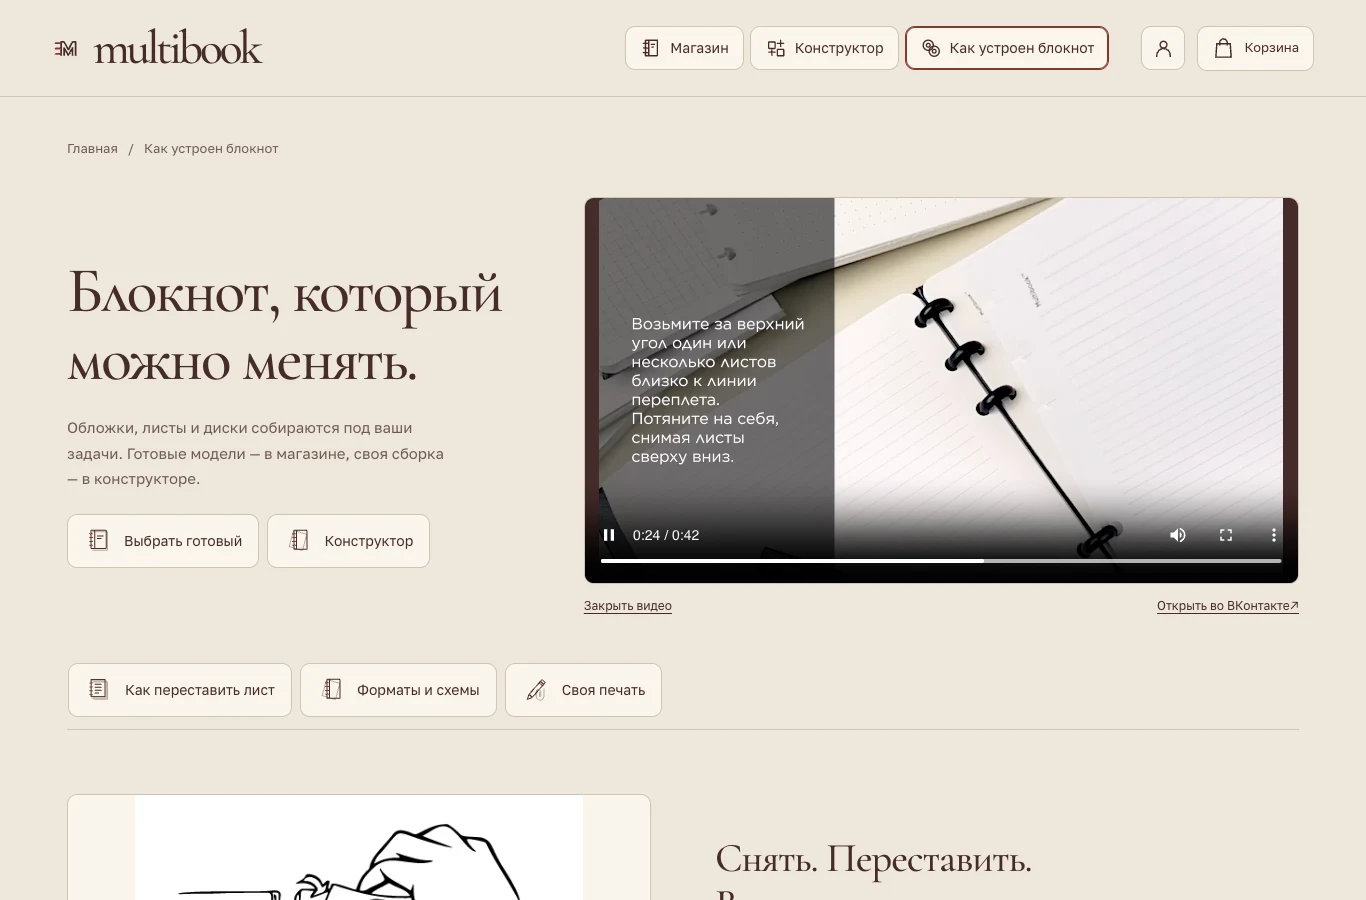 multibook
Магазин
Конструктор
Как устроен блокнот
Корзина
Главная / Как устроен блокнот
Блокнот, который
можно менять.
Обложки, листы и диски собираются под ваши
задачи. Готовые модели — в магазине, своя сборка
— в конструкторе.
Выбрать готовый
Конструктор
Возьмите за верхний
угол один или
несколько листов
близко к линии
переплета.
Потяните на себя,
снимая листы
сверху вниз.
0:24 / 0:42
Закрыть видео
Открыть во ВКонтакте↗
Как переставить лист
Форматы и схемы
Своя печать
Снять. Переставить.